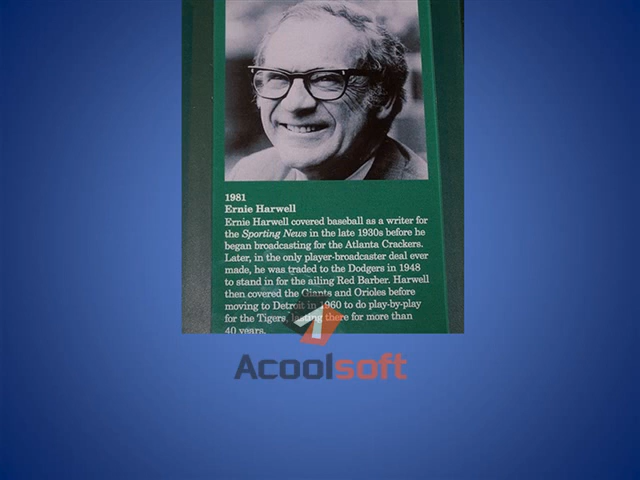 1981
Ernie Harwell
Ernie Harwell covered baseball as a writer for
the Sporting News in the late 1930s before he
began broadcasting for the Atlanta Crackers.
Later, in the only player-broadcaster deal ever
made, he was traded to the Dodgers in 1948
to stand in for the ailing Red Barber. Harwell
then covered the Giants and Orioles before
moving to Detroit in 1960 to do play-by-play
for the Tigers, lasting there for more than
40 years.
Acoolsoft